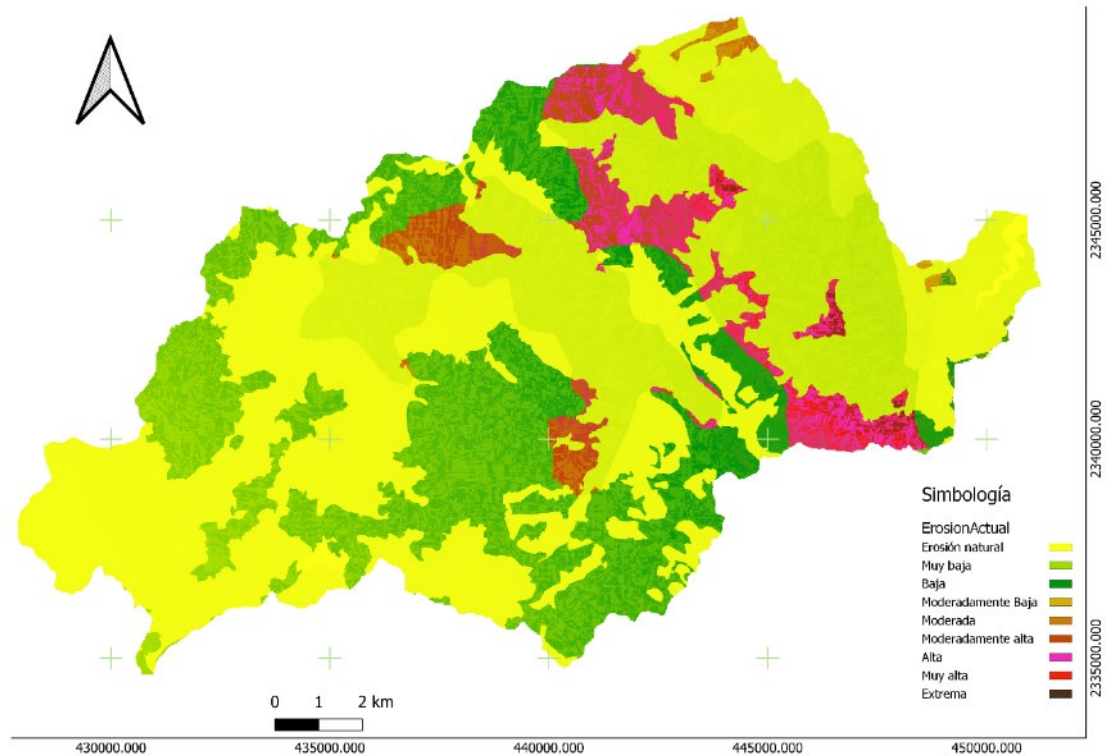 2345000.000
2340000.000
2335000.000
Simbología
ErosionActual
Erosión natural
Muy baja
Baja
Moderadamente Baja
Moderada
Moderadamente alta
Alta
Muy alta
Extrema
0 1 2 km
430000.000 435000.000 440000.000 445000.000 450000.000